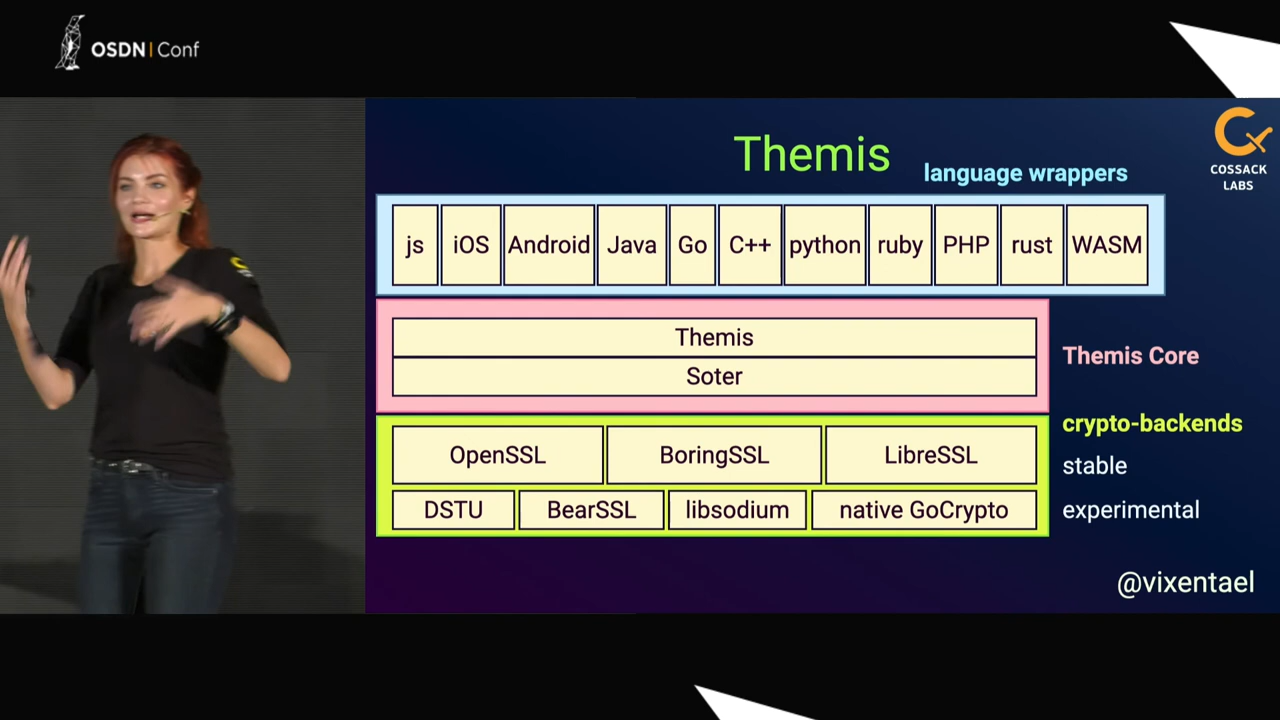 OSDN | Conf
Themis
COSSACK
LABS
language wrappers
js iOS Android Java Go C++ python ruby PHP rust WASM
Themis
Soter
Themis Core
crypto-backends
OpenSSL BoringSSL LibreSSL
stable
DSTU BearSSL libsodium native GoCrypto
experimental
@vixentael